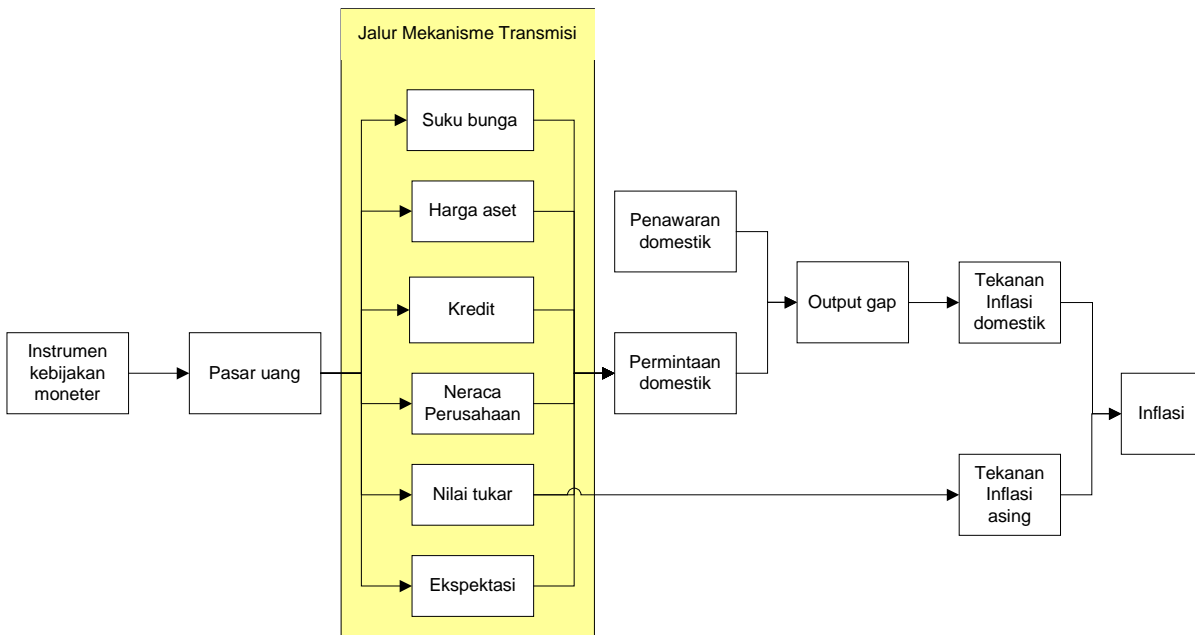 Jalur Mekanisme Transmisi
Suku bunga
Harga aset
Kredit
Neraca
Perusahaan
Nilai tukar
Ekspektasi
Instrumen
kebijakan
moneter
Pasar uang
Penawaran
domestik
Permintaan
domestik
Output gap
Tekanan
Inflasi
domestik
Tekanan
Inflasi
asing
Inflasi